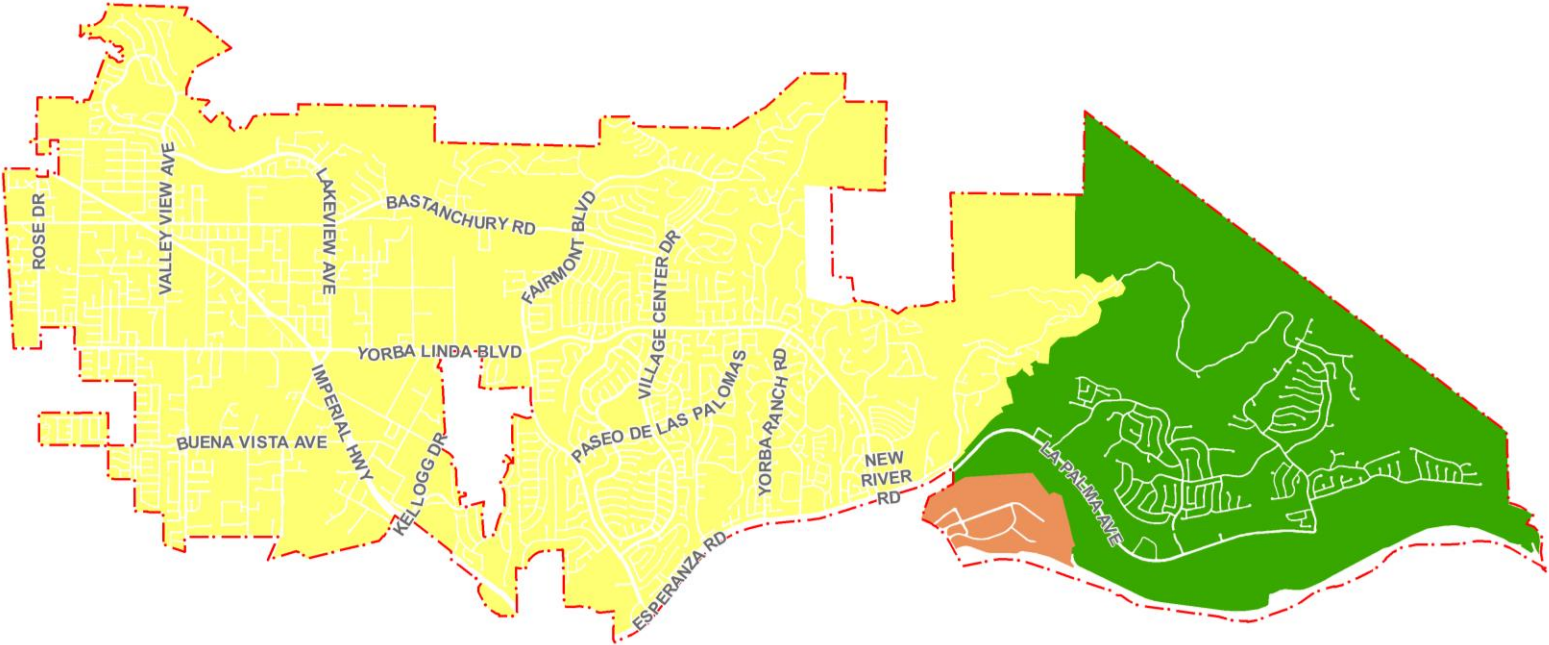 ROSE DR
VALLEY VIEW AVE
LAKEVIEW AVE
BASTANCHURY RD
FAIRMONT BLVD
VILLAGE CENTER DR
YORBA LINDA BLVD
IMPERIAL HWY
BUENA VISTA AVE
KELLOGG DR
PASEO DE LAS PALOMAS
YORBA RANCH RD
NEW
RIVER
RD
ESPERANZA RD
LA PALMA AVE